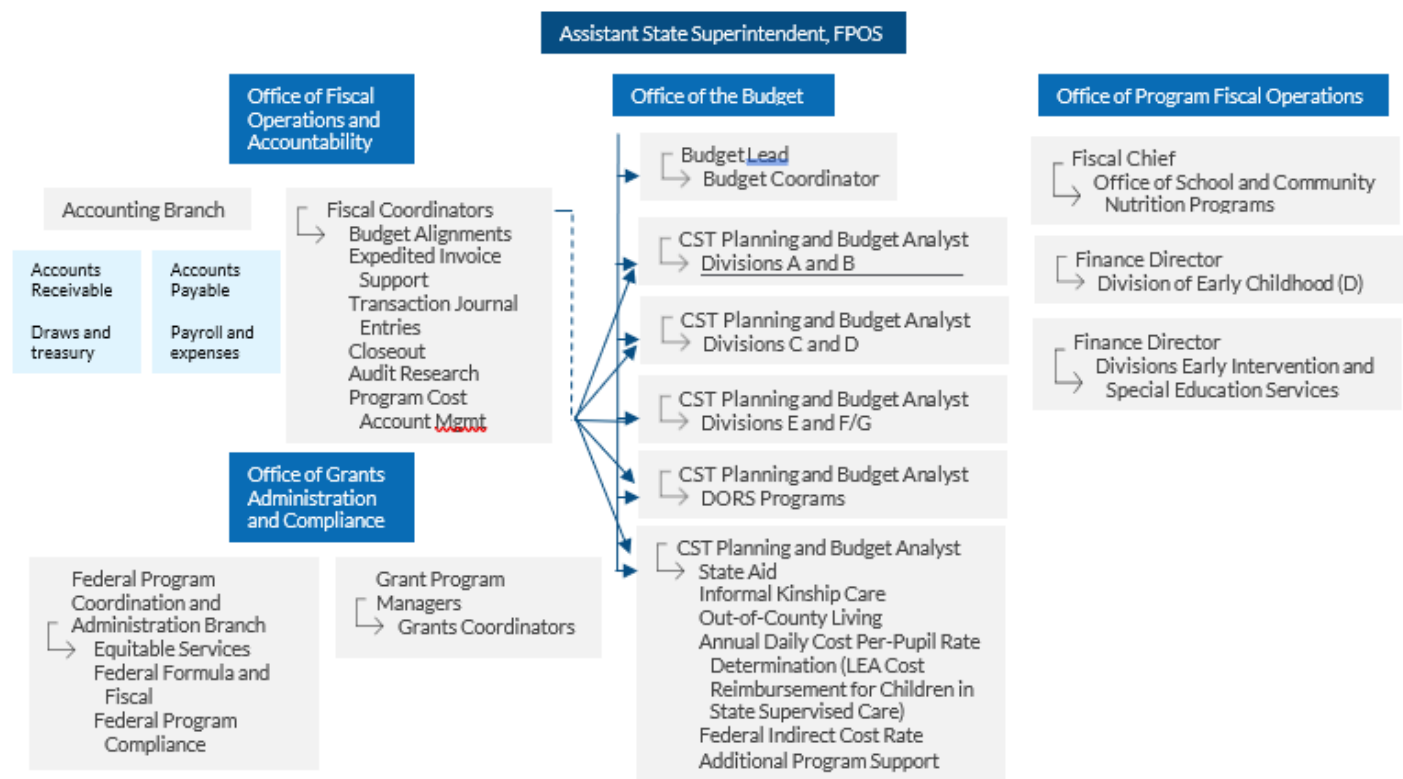 Assistant State Superintendent, FPOS
Office of Fiscal
Operations and
Accountability
Accounting Branch
Accounts
Receivable
Draws and
treasury
Accounts
Payable
Payroll and
expenses
Fiscal Coordinators
Budget Alignments
Expedited Invoice
Support
Transaction Journal
Entries
Closeout
Audit Research
Program Cost
Account Mgmt
Office of Grants
Administration
and Compliance
Federal Program
Coordination and
Administration Branch
Equitable Services
Federal Formula and
Fiscal
Federal Program
Compliance
Grant Program
Managers
Grants Coordinators
Office of the Budget
Budget Lead
Budget Coordinator
CST Planning and Budget Analyst
Divisions A and B
CST Planning and Budget Analyst
Divisions C and D
CST Planning and Budget Analyst
Divisions E and F/G
CST Planning and Budget Analyst
DORS Programs
CST Planning and Budget Analyst
State Aid
Informal Kinship Care
Out-of-County Living
Annual Daily Cost Per-Pupil Rate
Determination (LEA Cost
Reimbursement for Children in
State Supervised Care)
Federal Indirect Cost Rate
Additional Program Support
Office of Program Fiscal Operations
Fiscal Chief
Office of School and Community
Nutrition Programs
Finance Director
Division of Early Childhood (D)
Finance Director
Divisions Early Intervention and
Special Education Services